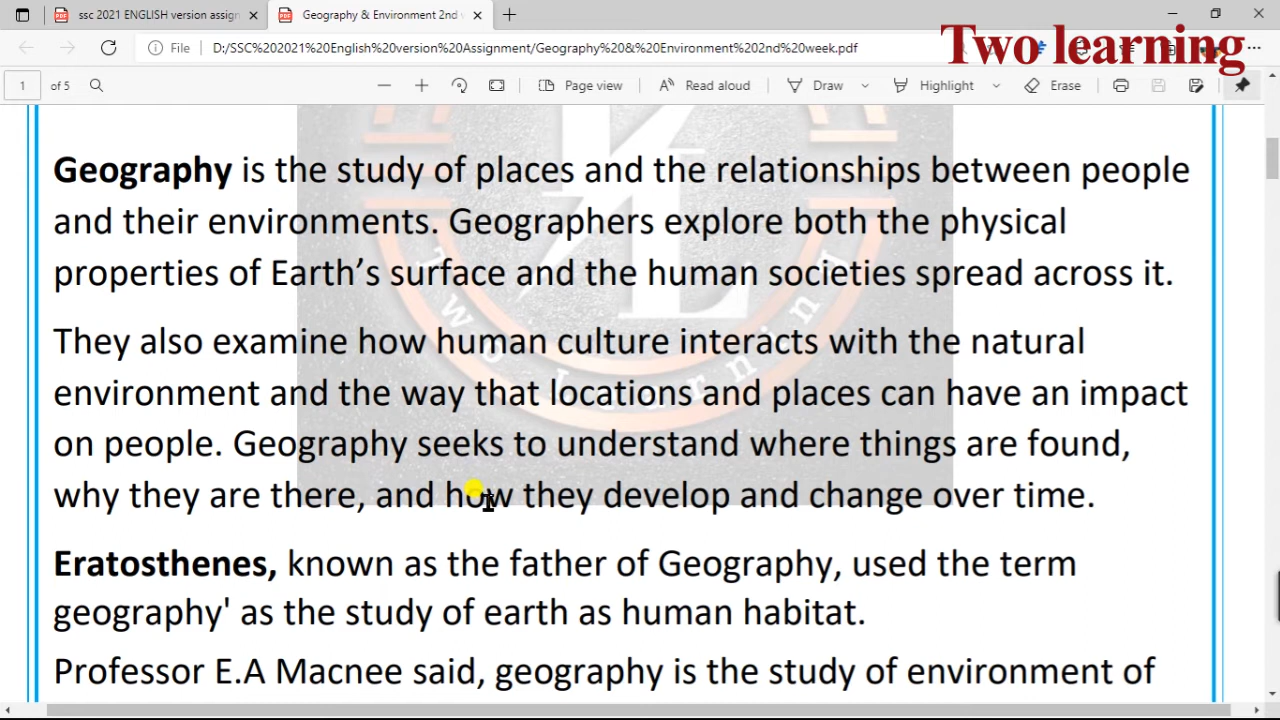 ssc 2021 ENGLISH version assign
Geography & Environment 2nd
Two learning
File
D:/SSC%202021%20English%20version%20Assignment/Geography%20&%20Environment%202nd%20week.pdf
1 of 5
Page view
Read aloud
Draw
Highlight
Erase
Geography is the study of places and the relationships between people
and their environments. Geographers explore both the physical
properties of Earth’s surface and the human societies spread across it.
They also examine how human culture interacts with the natural
environment and the way that locations and places can have an impact
on people. Geography seeks to understand where things are found,
why they are there, and how they develop and change over time.
Eratosthenes, known as the father of Geography, used the term
geography' as the study of earth as human habitat.
Professor E.A Macnee said, geography is the study of environment of
Two Learning